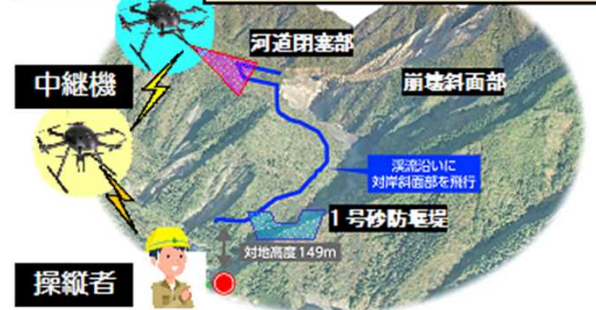 河道閉塞部
崩壊斜面部
中継機
渓流沿いに
対岸斜面部を飛行
1号砂防堰堤
対地高度149m
操縦者